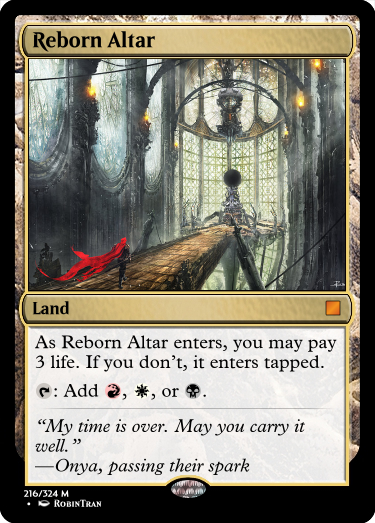 Reborn Altar
Land
As Reborn Altar enters, you may pay
3 life. If you don't, it enters tapped.
: Add , , or .
“My time is over. May you carry it
well.”
—Onya, passing their spark
216/324 M
• RobinTran